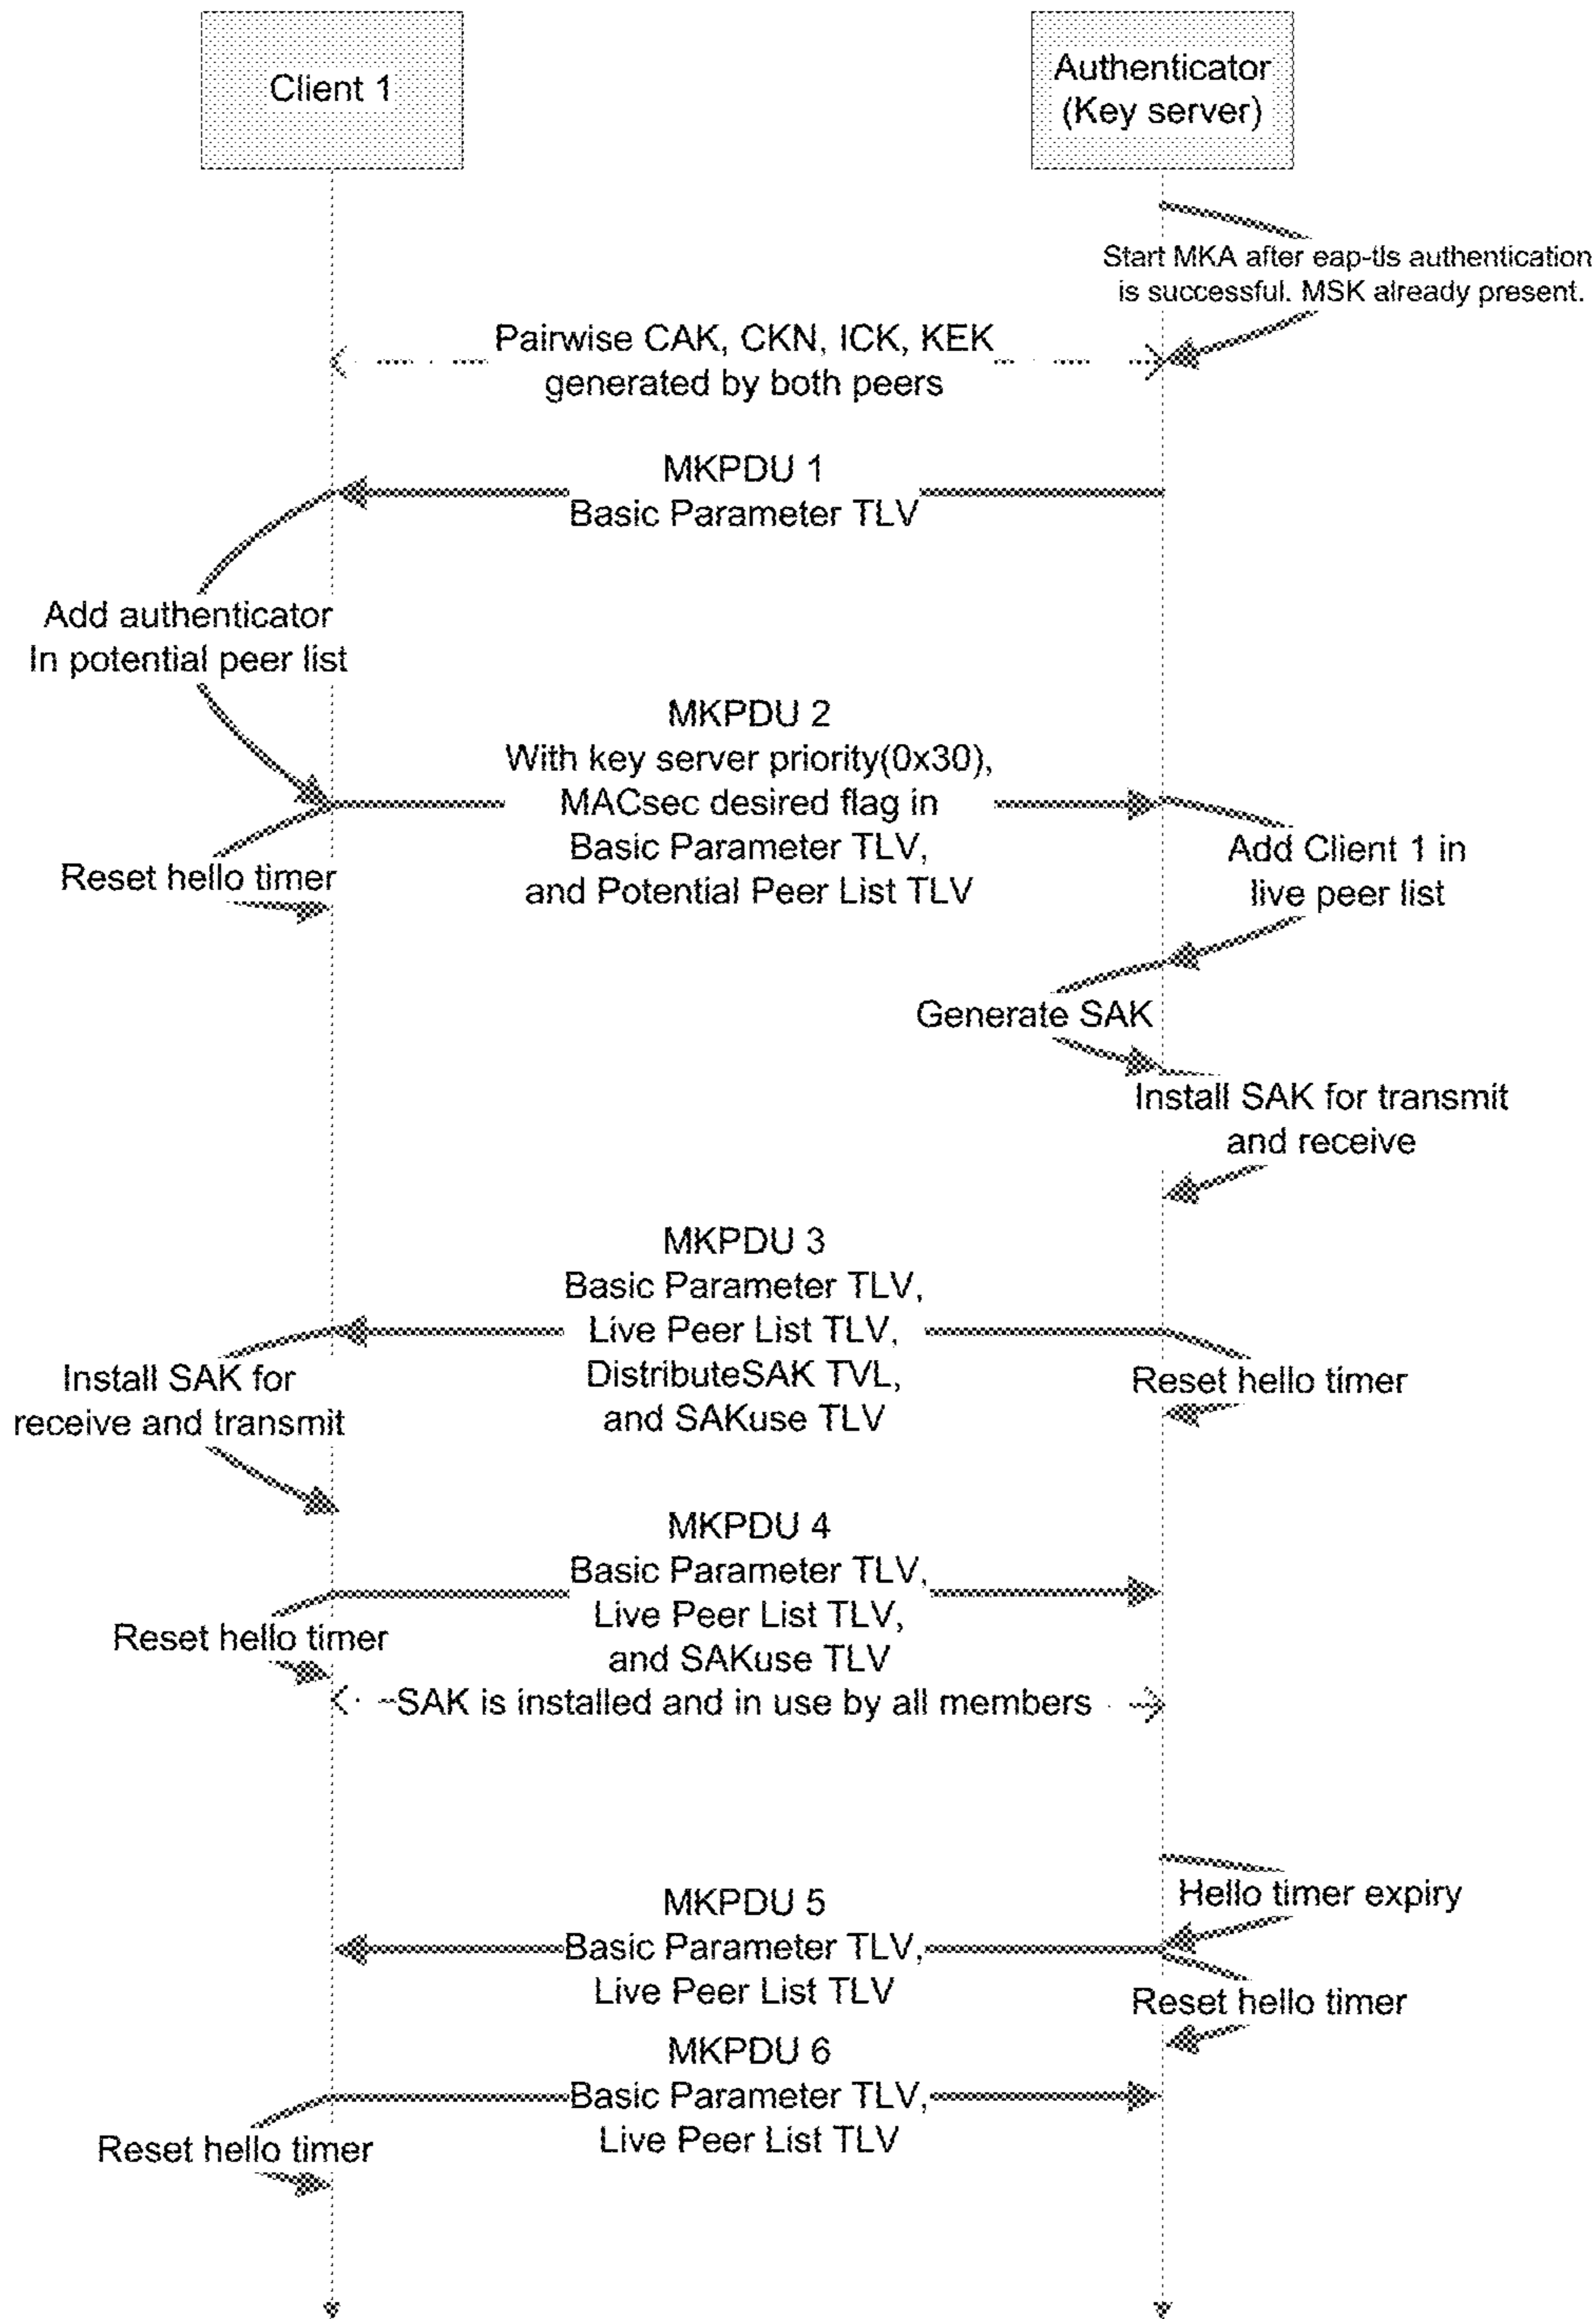 Client 1
Authenticator
(Key server)
Start MKA after eap-tls authentication
is successful. MSK already present.
Pairwise CAK, CKN, ICK, KEK
generated by both peers
MKPDU 1
Basic Parameter TLV
Add authenticator
In potential peer list
MKPDU 2
With key server priority(0x30),
MACsec desired flag in
Basic Parameter TLV,
and Potential Peer List TLV
Reset hello timer
Add Client 1 in
live peer list
Generate SAK
Install SAK for transmit
and receive
MKPDU 3
Basic Parameter TLV,
Live Peer List TLV,
DistributeSAK TVL,
and SAKuse TLV
Install SAK for
receive and transmit
Reset hello timer
MKPDU 4
Basic Parameter TLV,
Live Peer List TLV,
and SAKuse TLV
Reset hello timer
SAK is installed and in use by all members
Hello timer expiry
MKPDU 5
Basic Parameter TLV,
Live Peer List TLV
Reset hello timer
MKPDU 6
Basic Parameter TLV,
Live Peer List TLV
Reset hello timer